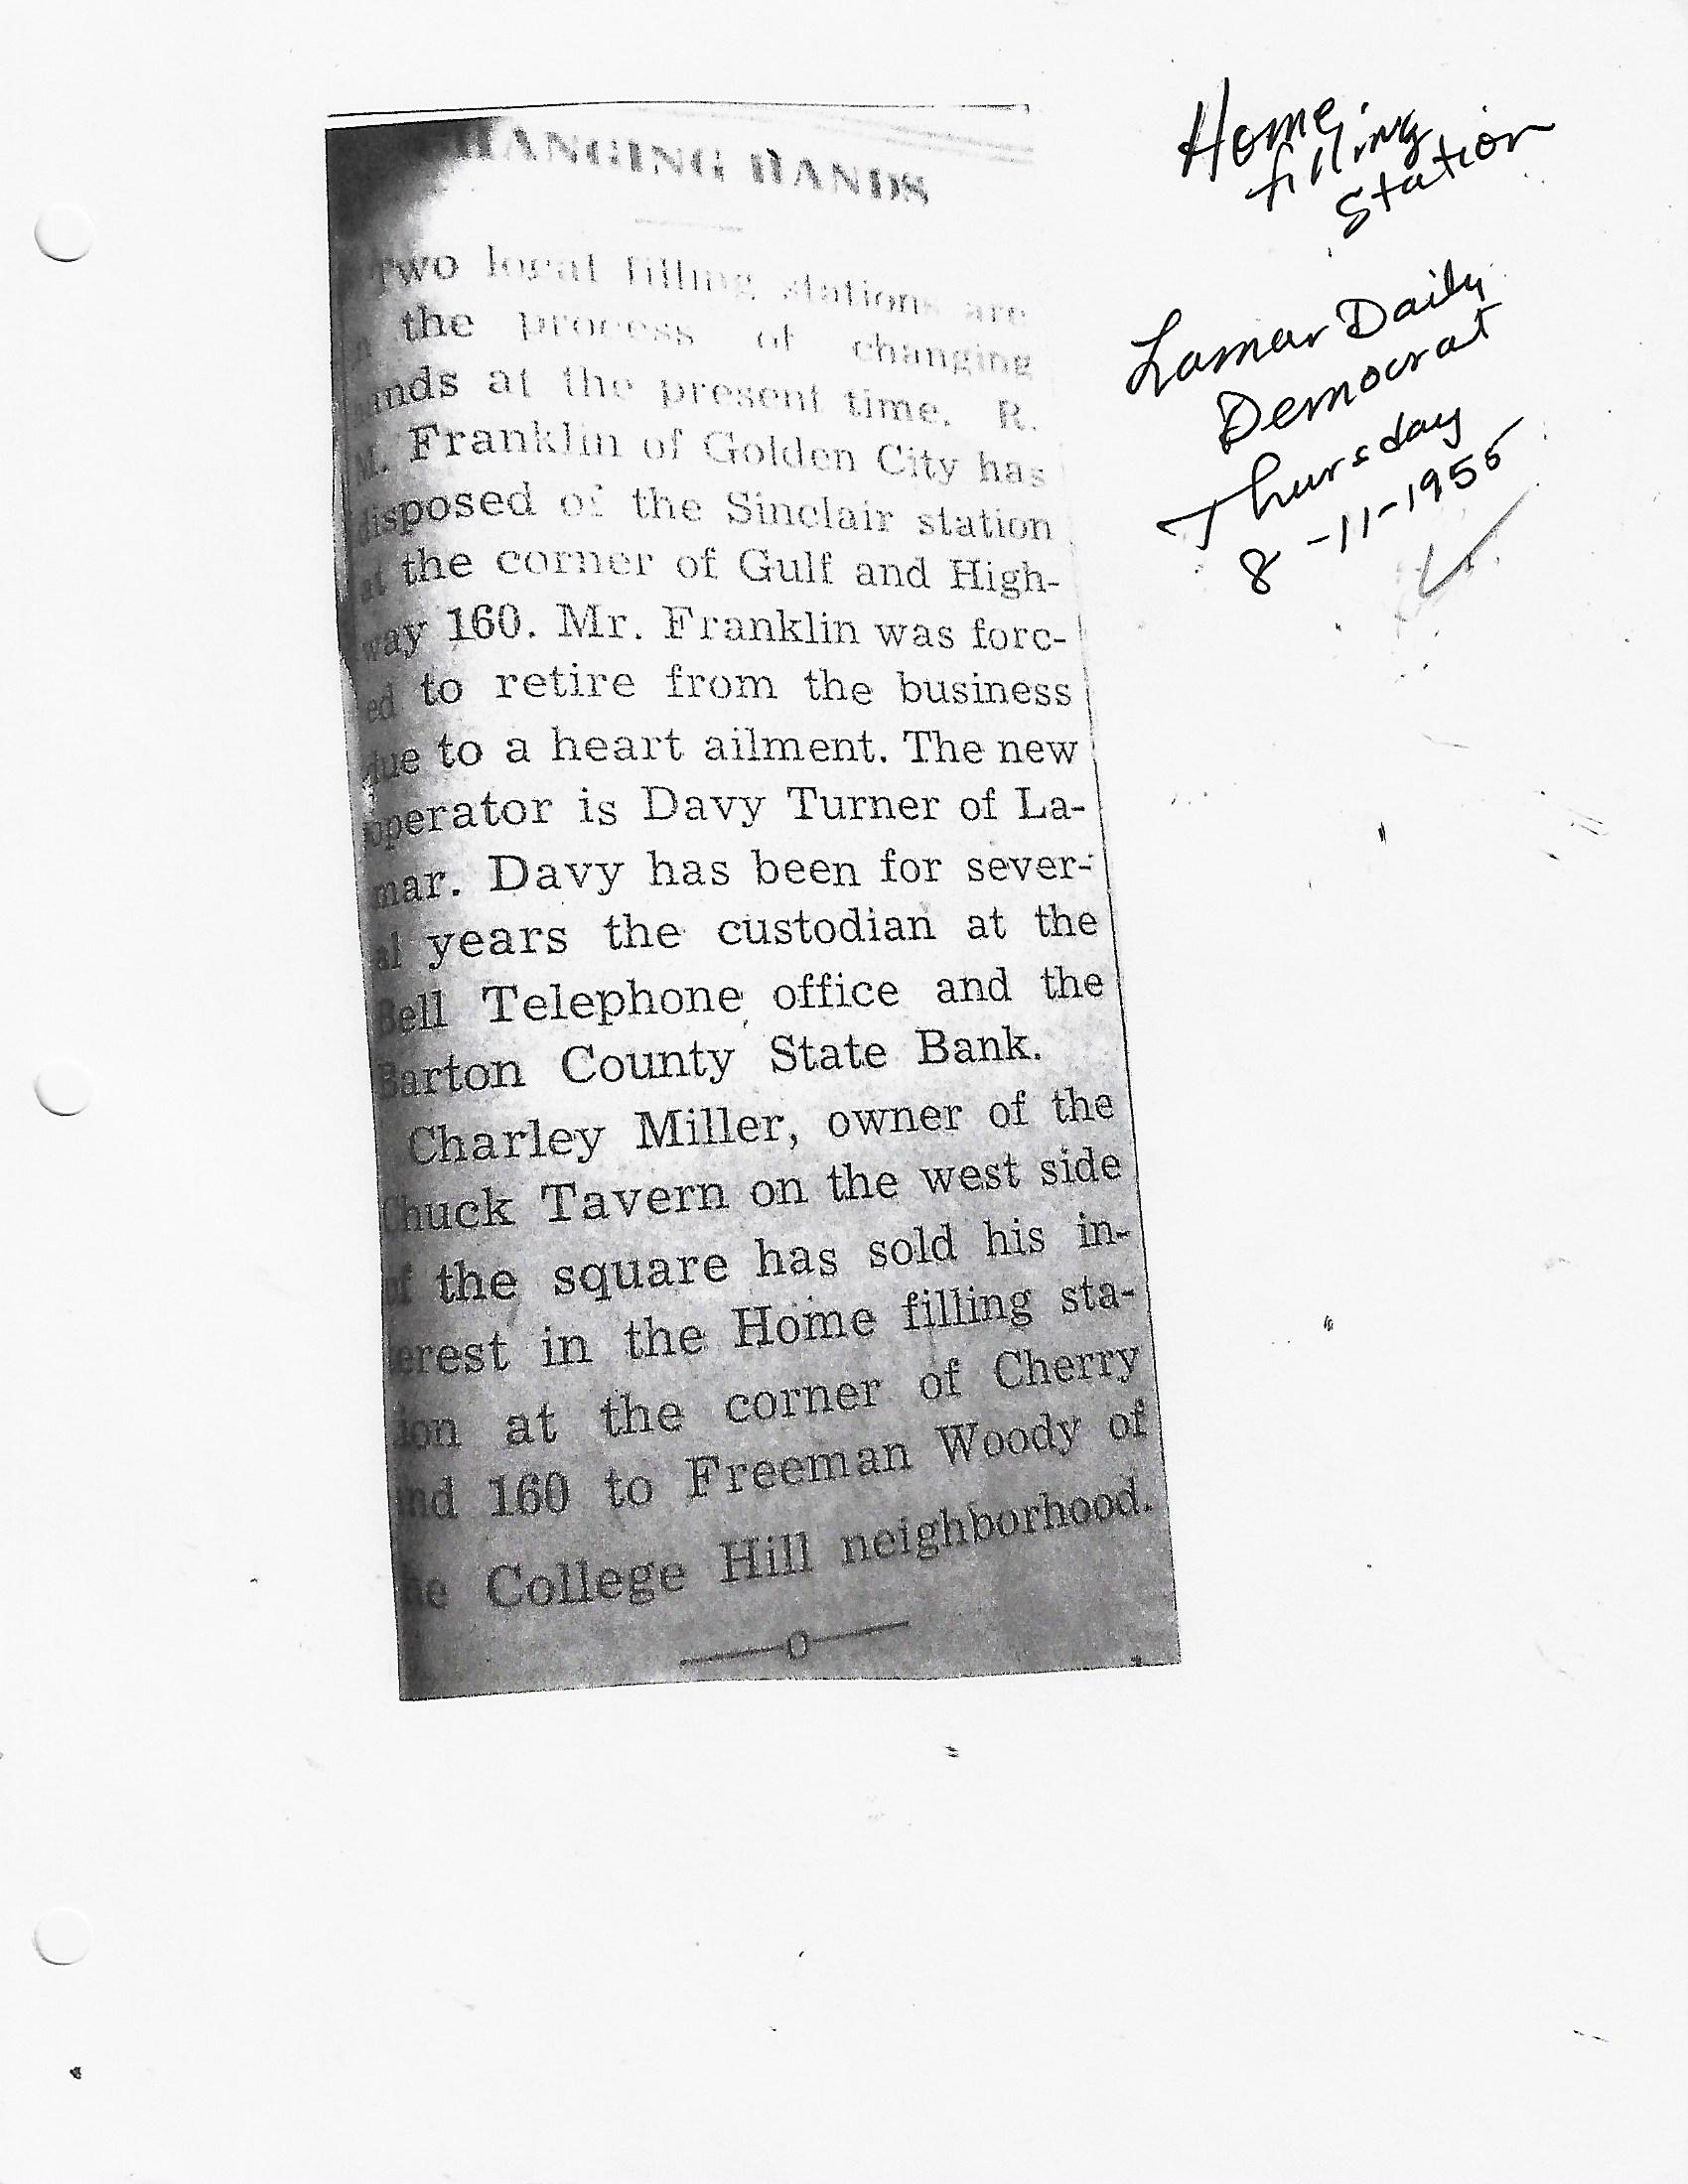 HANGING HANDS
Two local filling stations are
the process of changing
ands at the present time. R.
M. Franklin of Golden City has
disposed of the Sinclair station
at the corner of Gulf and High-
way 160. Mr. Franklin was forc-
ed to retire from the business
due to a heart ailment. The new
operator is Davy Turner of La-
mar. Davy has been for sever-
al years the custodian at the
Bell Telephone office and the
Barton County State Bank.
Charley Miller, owner of the
Chuck Tavern on the west side
of the square has sold his in-
erest in the Home filling sta-
ion at the corner of Cherry
nd 160 to Freeman Woody of
he College Hill neighborhood.
Home
filling
Station
Lamar Daily
Democrat
Thursday
8-11-1955